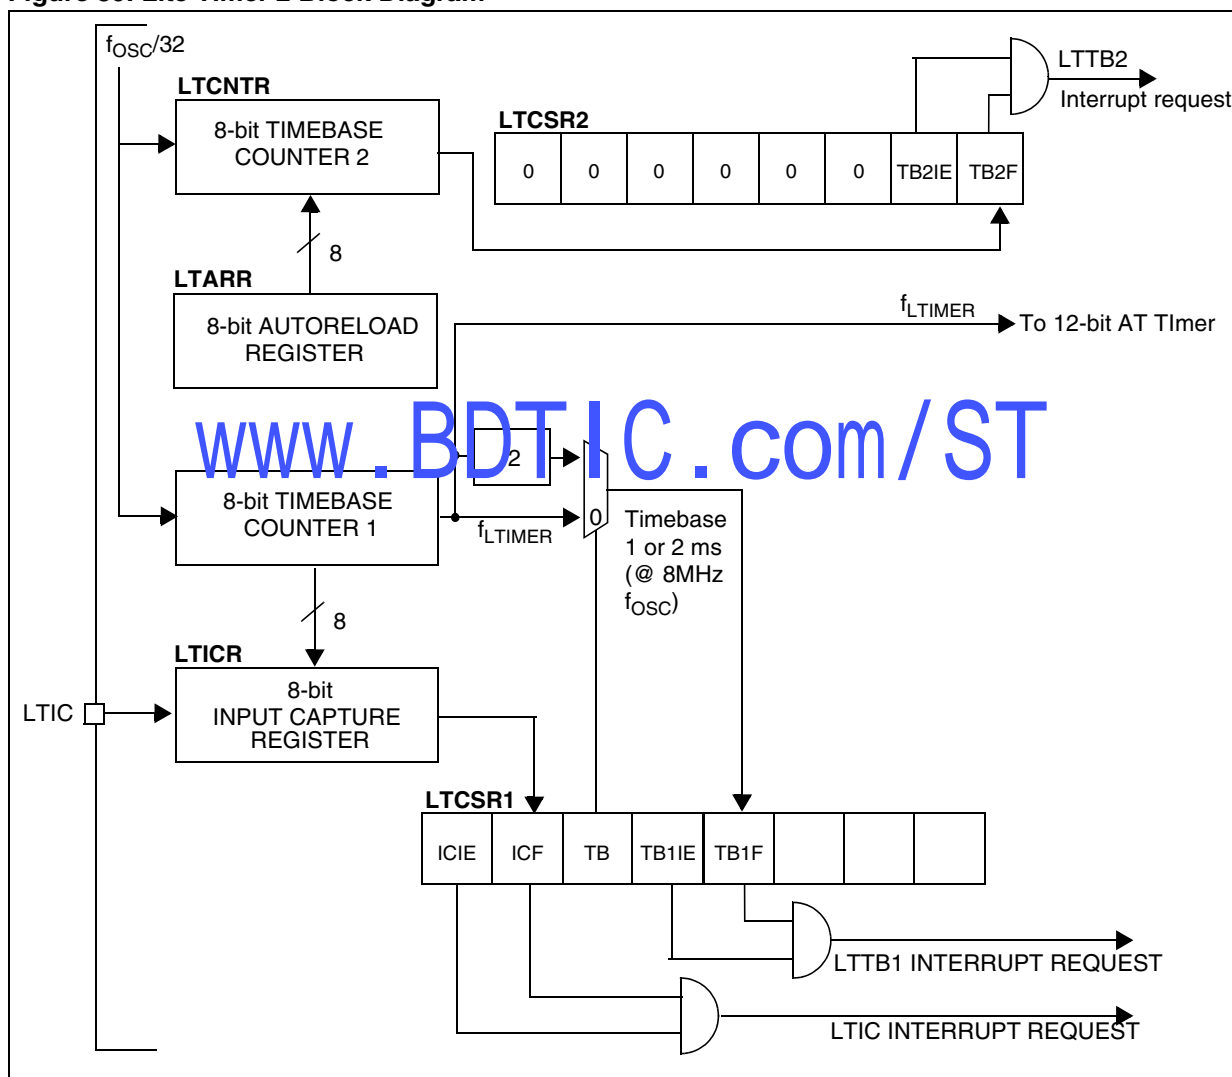 fOSC/32
LTCNTR
8-bit TIMEBASE
COUNTER 2
8
LTARR
8-bit AUTORELOAD
REGISTER
LTTB2
Interrupt request
LTCSR2
0 0 0 0 0 0 TB2IE TB2F
fLTIMER
To 12-bit AT TImer
www.BDTIC.com/ST
8-bit TIMEBASE
COUNTER 1
fLTIMER
2
0
Timebase
1 or 2 ms
(@ 8MHz
fOSC)
8
LTICR
LTIC
8-bit
INPUT CAPTURE
REGISTER
LTCSR1
ICIE ICF TB TB1IE TB1F
LTTB1 INTERRUPT REQUEST
LTIC INTERRUPT REQUEST